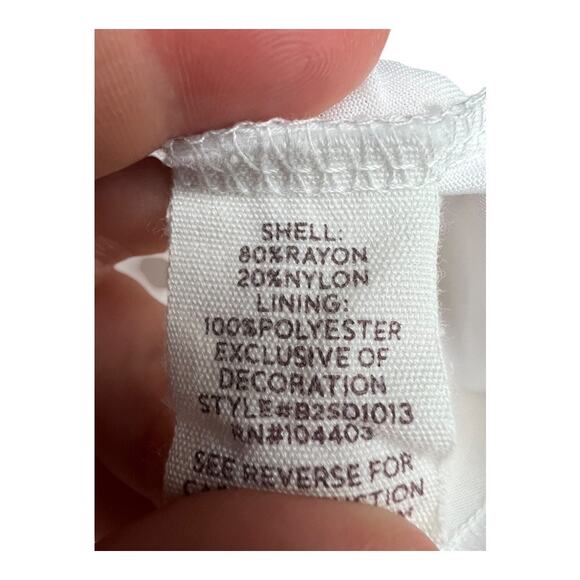 SHELL:
80%RAYON
20%NYLON
LINING:
100%POLYESTER
EXCLUSIVE OF
DECORATION
STYLE#B2SD1013
RN#104403
SEE REVERSE FOR